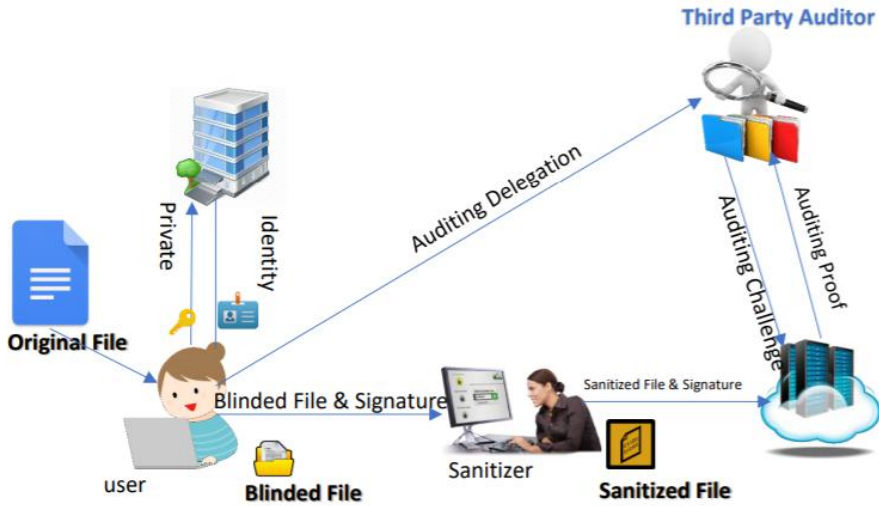 Third Party Auditor
Auditing Delegation
Private
Identity
Auditing Challenge
Auditing Proof
Original File
Blinded File & Signature
Sanitized File & Signature
user
Blinded File
Sanitizer
Sanitized File